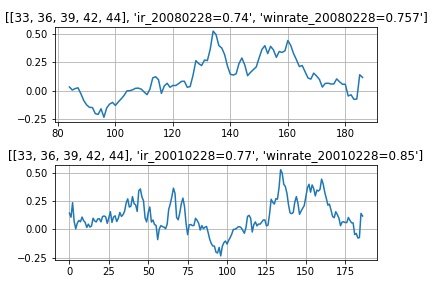 [[33, 36, 39, 42, 44], 'ir_20080228=0.74', 'winrate_20080228=0.757']
0.50
0.25
0.00
−0.25
80 100 120 140 160 180
[[33, 36, 39, 42, 44], 'ir_20010228=0.77', 'winrate_20010228=0.85']
0.50
0.25
0.00
−0.25
0 25 50 75 100 125 150 175